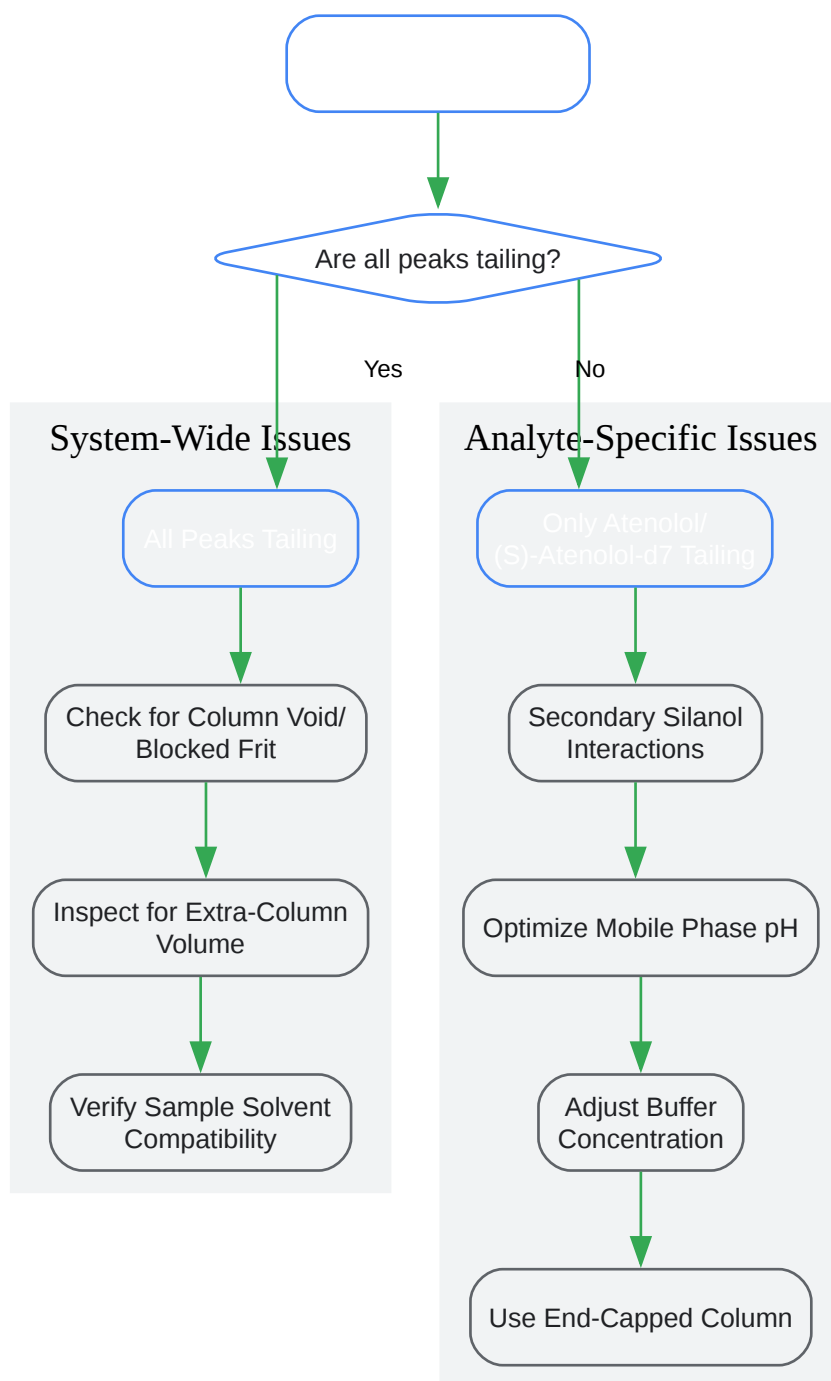 Are all peaks tailing?
Yes
No
System-Wide Issues
All Peaks Tailing
Check for Column Void/
Blocked Frit
Inspect for Extra-Column
Volume
Verify Sample Solvent
Compatibility
Analyte-Specific Issues
Only Atenolol/
(S)-Atenolol-d7 Tailing
Secondary Silanol
Interactions
Optimize Mobile Phase pH
Adjust Buffer
Concentration
Use End-Capped Column